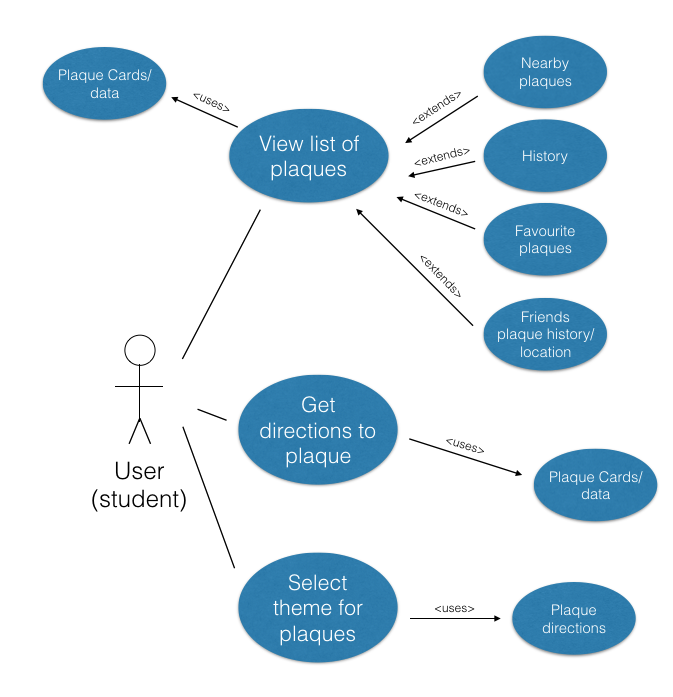 Plaque Cards/
data
<uses>
View list of
plaques
<extends>
Nearby
plaques
<extends>
History
<extends>
Favourite
plaques
<extends>
Friends
plaque history/
location
User
(student)
Get
directions to
plaque
<uses>
Plaque Cards/
data
Select
theme for
plaques
<uses>
Plaque
directions